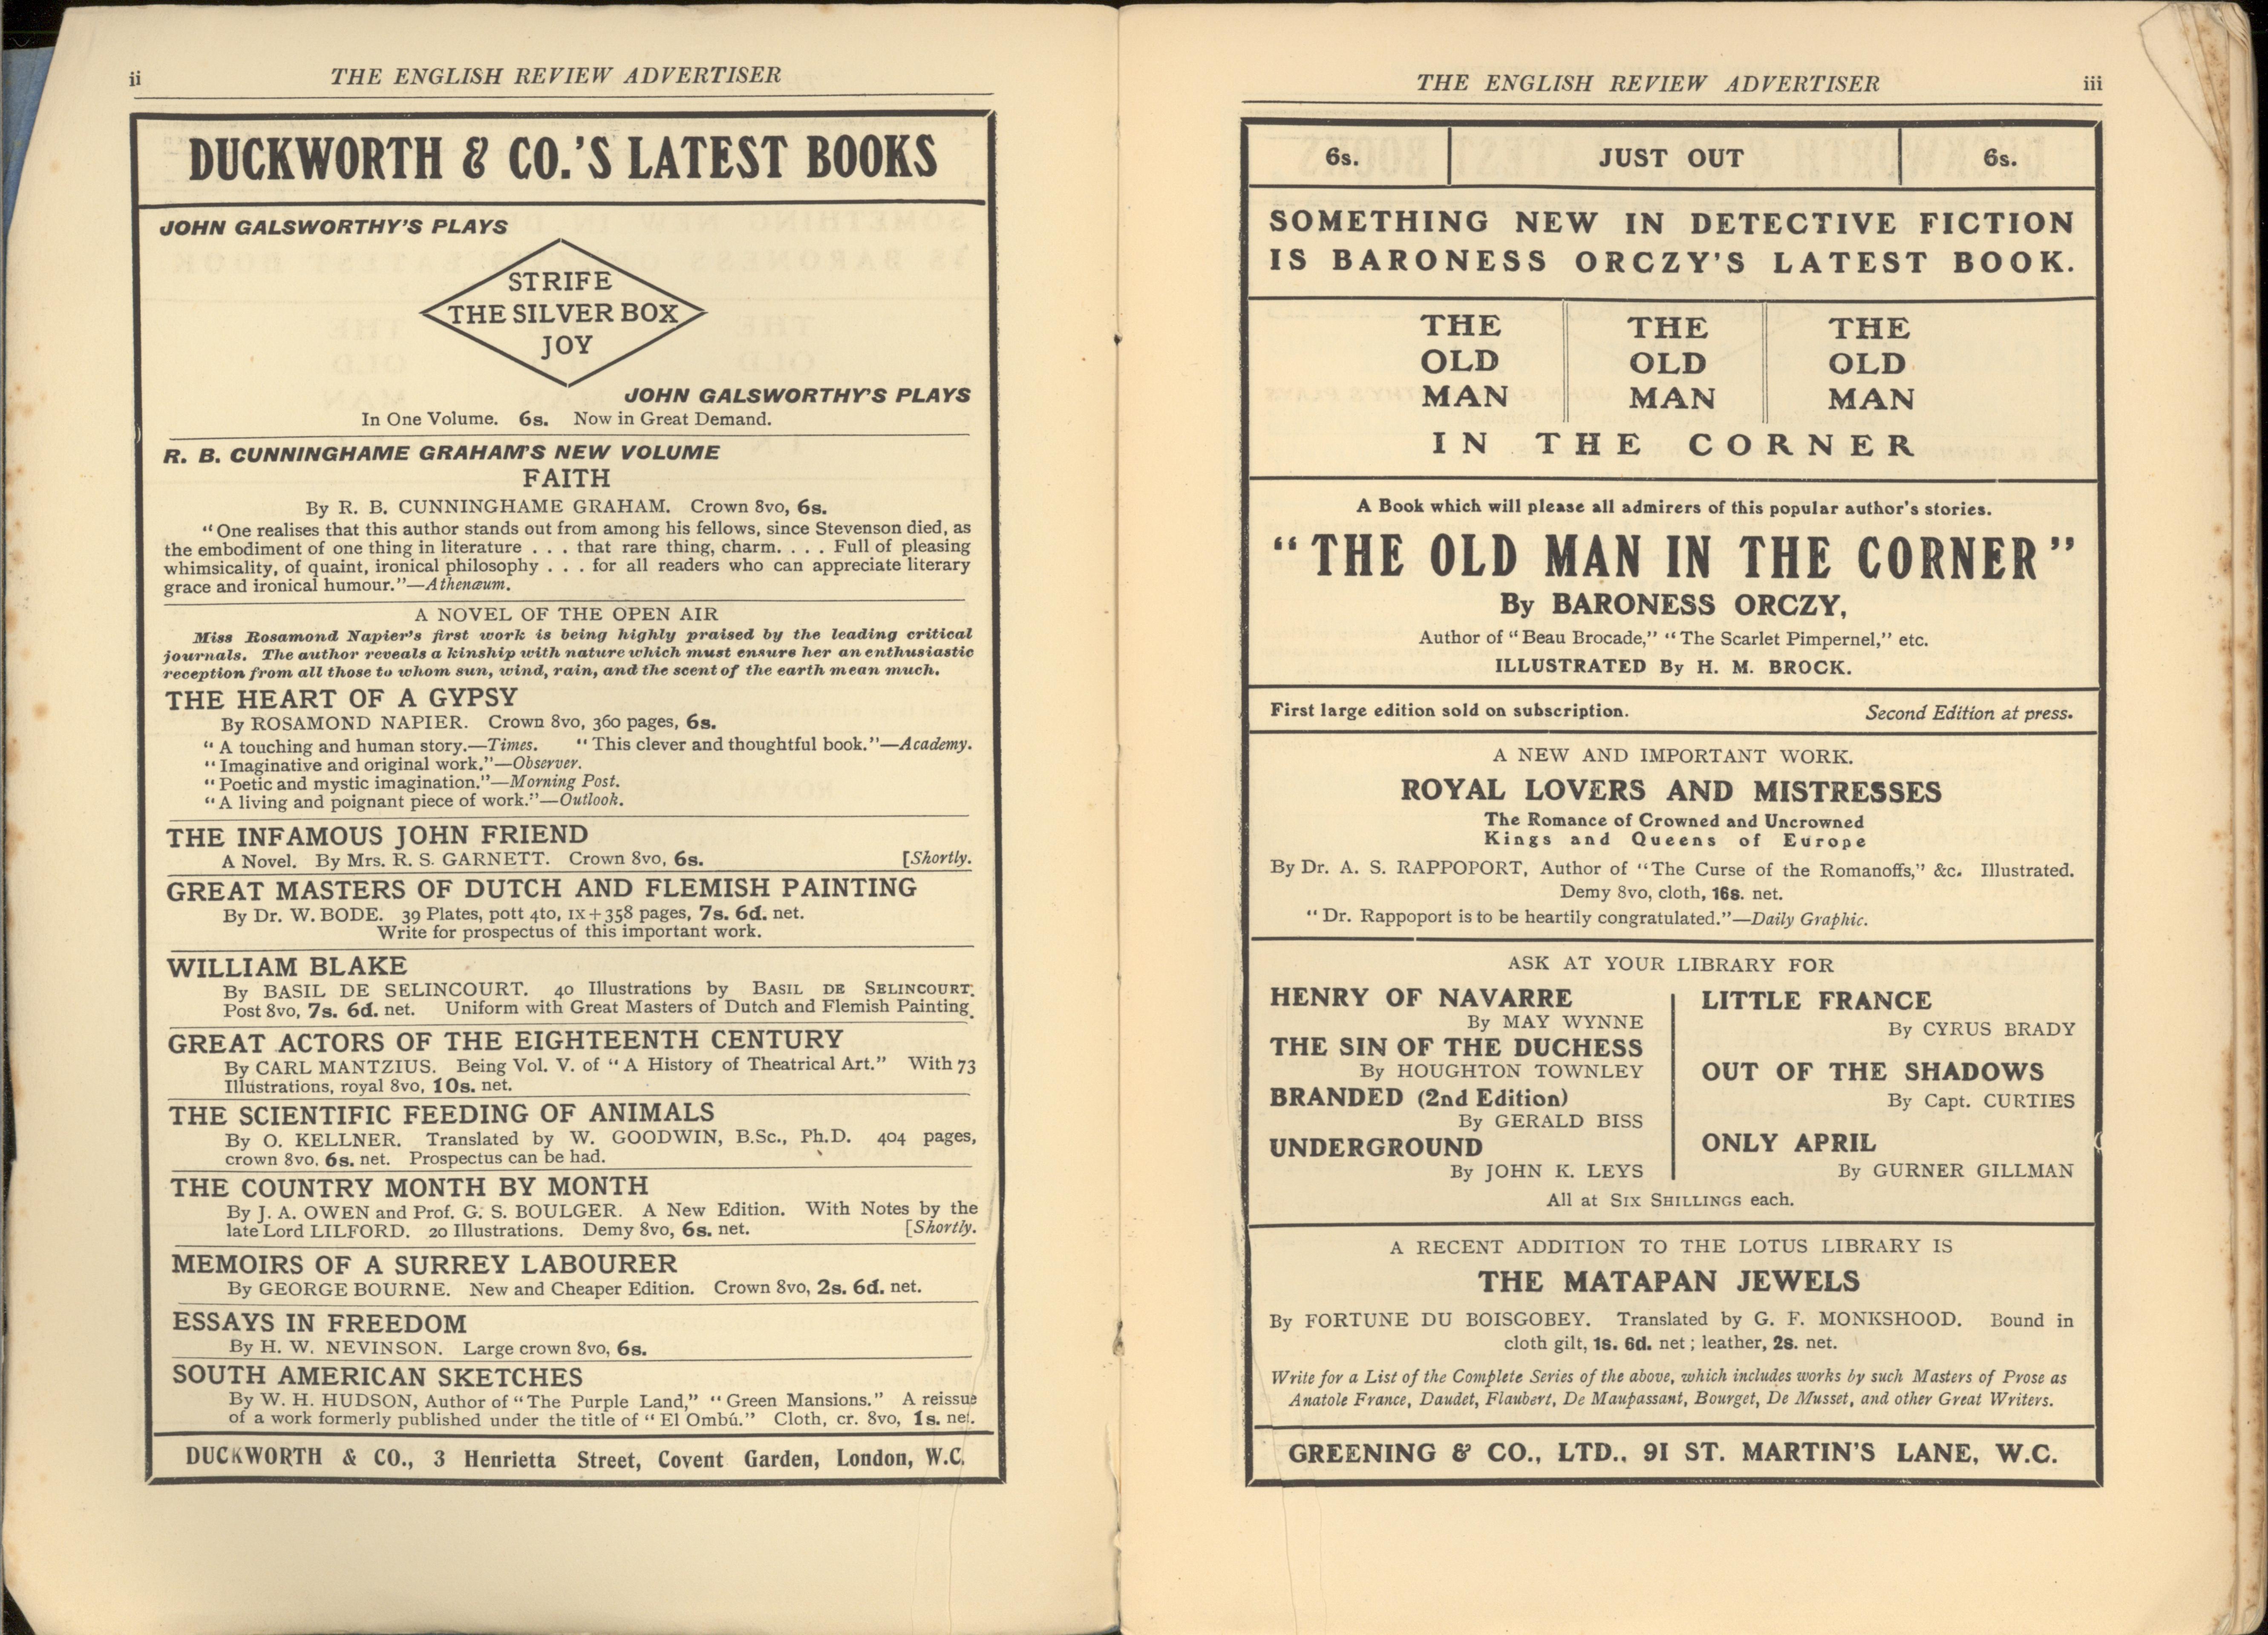 ii
THE ENGLISH REVIEW ADVERTISER
DUCKWORTH & CO.'S LATEST BOOKS
JOHN GALSWORTHY'S PLAYS
STRIFE
THE SILVER BOX
JOY
JOHN GALSWORTHY'S PLAYS
In One Volume. 6s. Now in Great Demand.
R. B. CUNNINGHAME GRAHAM'S NEW VOLUME
FAITH
By R. B. CUNNINGHAME GRAHAM. Crown 8vo, 6s.
"One realises that this author stands out from among his fellows, since Stevenson died, as
the embodiment of one thing in literature . . . that rare thing, charm. . . . Full of pleasing
whimsicality, of quaint, ironical philosophy . . . for all readers who can appreciate literary
grace and ironical humour."—Athenæum.
A NOVEL OF THE OPEN AIR
Miss Rosamond Napier's first work is being highly praised by the leading critical
journals. The author reveals a kinship with nature which must ensure her an enthusiastic
reception from all those to whom sun, wind, rain, and the scent of the earth mean much.
THE HEART OF A GYPSY
By ROSAMOND NAPIER. Crown 8vo, 360 pages, 6s.
"A touching and human story.—Times. "This clever and thoughtful book."—Academy.
"Imaginative and original work."—Observer.
"Poetic and mystic imagination."—Morning Post.
"A living and poignant piece of work."—Outlook.
THE INFAMOUS JOHN FRIEND
A Novel. By Mrs. R. S. GARNETT. Crown 8vo, 6s. [Shortly.
GREAT MASTERS OF DUTCH AND FLEMISH PAINTING
By Dr. W. BODE. 39 Plates, pott 4to, IX+358 pages, 7s. 6d. net.
Write for prospectus of this important work.
WILLIAM BLAKE
By BASIL DE SELINCOURT. 40 Illustrations by BASIL DE SELINCOURT.
Post 8vo, 7s. 6d. net. Uniform with Great Masters of Dutch and Flemish Painting.
GREAT ACTORS OF THE EIGHTEENTH CENTURY
By CARL MANTZIUS. Being Vol. V. of "A History of Theatrical Art." With 73
Illustrations, royal 8vo, 10s. net.
THE SCIENTIFIC FEEDING OF ANIMALS
By O. KELLNER. Translated by W. GOODWIN, B.Sc., Ph.D. 404 pages,
crown 8vo. 6s. net. Prospectus can be had.
THE COUNTRY MONTH BY MONTH
By J. A. OWEN and Prof. G. S. BOULGER. A New Edition. With Notes by the
late Lord LILFORD. 20 Illustrations. Demy 8vo, 6s. net. [Shortly.
MEMOIRS OF A SURREY LABOURER
By GEORGE BOURNE. New and Cheaper Edition. Crown 8vo, 2s. 6d. net.
ESSAYS IN FREEDOM
By H. W. NEVINSON. Large crown 8vo, 6s.
SOUTH AMERICAN SKETCHES
By W. H. HUDSON, Author of "The Purple Land," "Green Mansions." A reissue
of a work formerly published under the title of "El Ombú." Cloth, cr. 8vo, 1s. net.
DUCKWORTH & CO., 3 Henrietta Street, Covent Garden, London, W.C.
THE ENGLISH REVIEW ADVERTISER
iii
6s. JUST OUT 6s.
SOMETHING NEW IN DETECTIVE FICTION
IS BARONESS ORCZY'S LATEST BOOK.
THE THE THE
OLD OLD OLD
MAN MAN MAN
IN THE CORNER
A Book which will please all admirers of this popular author's stories.
"THE OLD MAN IN THE CORNER"
By BARONESS ORCZY,
Author of "Beau Brocade," "The Scarlet Pimpernel," etc.
ILLUSTRATED By H. M. BROCK.
First large edition sold on subscription. Second Edition at press.
A NEW AND IMPORTANT WORK.
ROYAL LOVERS AND MISTRESSES
The Romance of Crowned and Uncrowned
Kings and Queens of Europe
By Dr. A. S. RAPPOPORT, Author of "The Curse of the Romanoffs," &c. Illustrated.
Demy 8vo, cloth, 16s. net.
"Dr. Rappoport is to be heartily congratulated."—Daily Graphic.
ASK AT YOUR LIBRARY FOR
HENRY OF NAVARRE
By MAY WYNNE
THE SIN OF THE DUCHESS
By HOUGHTON TOWNLEY
BRANDED (2nd Edition)
By GERALD BISS
UNDERGROUND
By JOHN K. LEYS
LITTLE FRANCE
By CYRUS BRADY
OUT OF THE SHADOWS
By Capt. CURTIES
ONLY APRIL
By GURNER GILLMAN
All at SIX SHILLINGS each.
A RECENT ADDITION TO THE LOTUS LIBRARY IS
THE MATAPAN JEWELS
By FORTUNE DU BOISGOBEY. Translated by G. F. MONKSHOOD. Bound in
cloth gilt, 1s. 6d. net; leather, 2s. net.
Write for a List of the Complete Series of the above, which includes works by such Masters of Prose as
Anatole France, Daudet, Flaubert, De Maupassant, Bourget, De Musset, and other Great Writers.
GREENING & CO., LTD., 91 ST. MARTIN'S LANE, W.C.